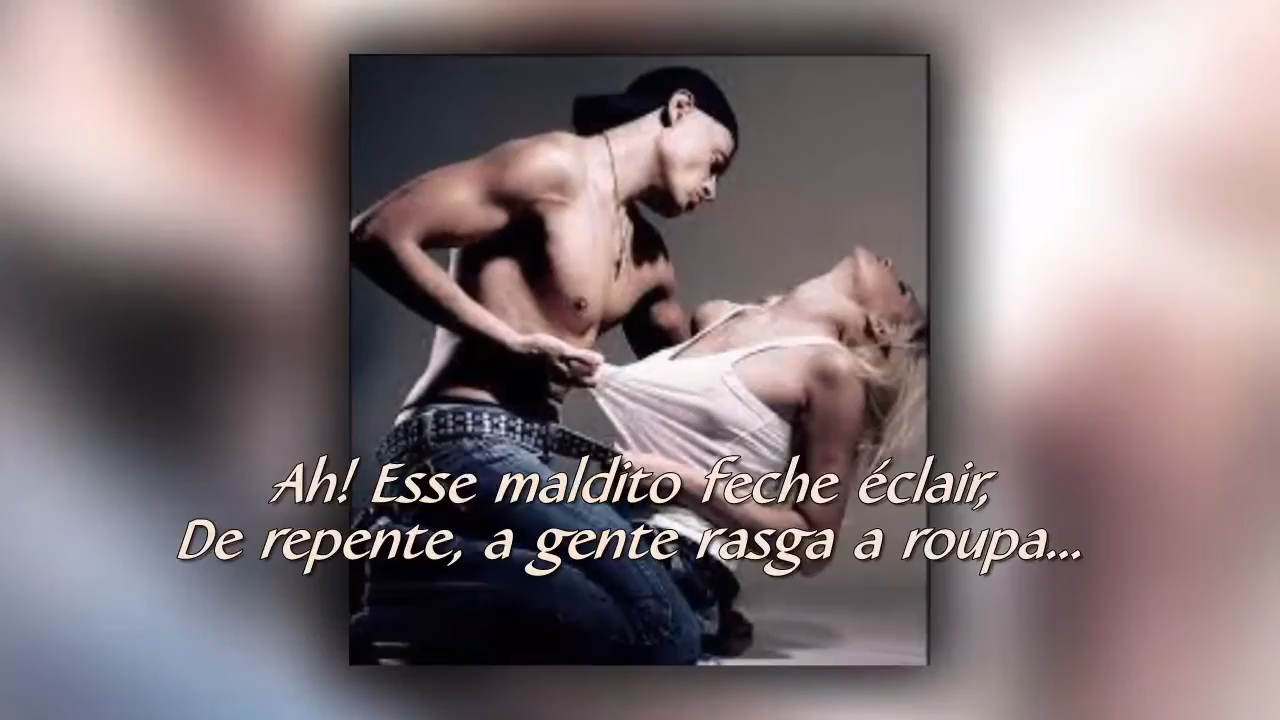 Ah! Esse maldito feche éclair,
De repente, a gente rasga a roupa...